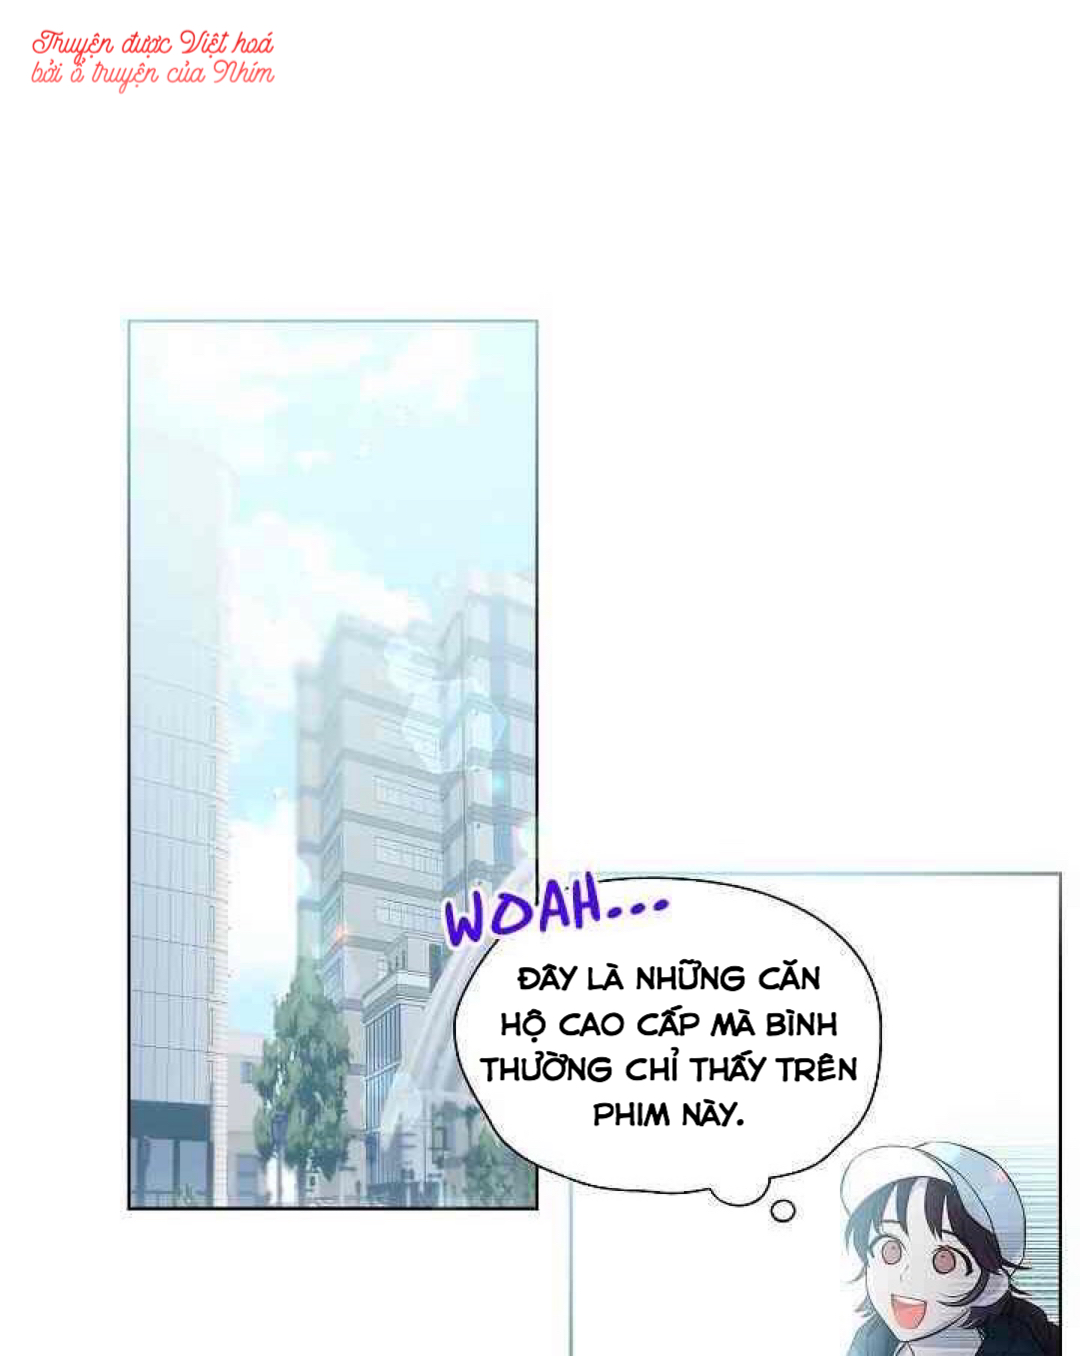 Truyện được Việt hoá
bởi ổ truyện của Nhím
WOAH...
ĐÂY LÀ NHỮNG CĂN
HỘ CAO CẤP MÀ BÌNH
THƯỜNG CHỈ THẤY TRÊN
PHIM NÀY.